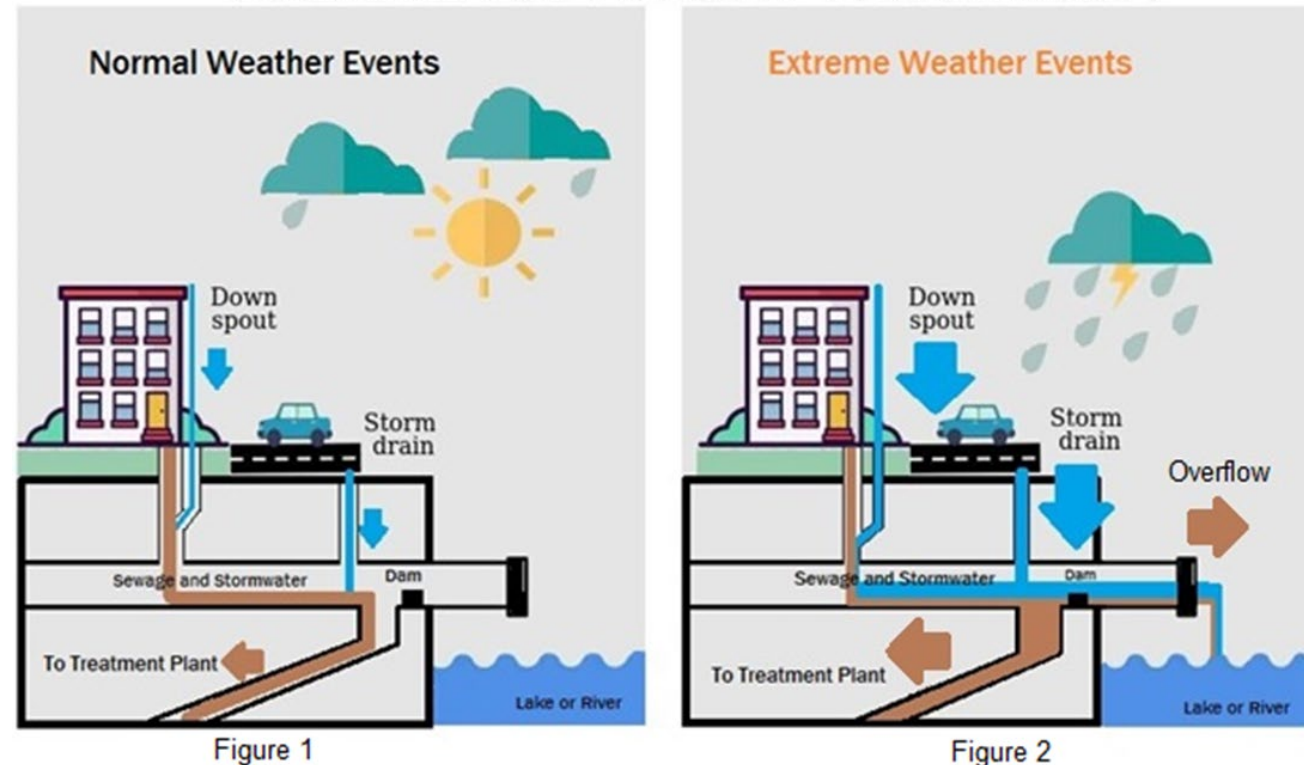 Normal Weather Events
Down
spout
Storm
drain
Sewage and Stormwater
Dam
To Treatment Plant
Lake or River
Figure 1
Extreme Weather Events
Down
spout
Storm
drain
Overflow
Sewage and Stormwater
Dam
To Treatment Plant
Lake or River
Figure 2